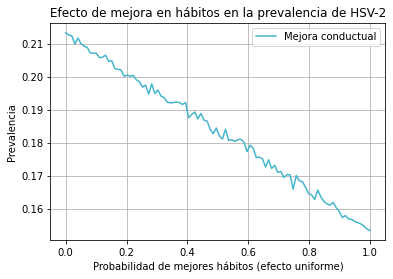 Efecto de mejora en hábitos en la prevalencia de HSV-2
Mejora conductual
Prevalencia
0.21
0.20
0.19
0.18
0.17
0.16
0.0 0.2 0.4 0.6 0.8 1.0
Probabilidad de mejores hábitos (efecto uniforme)